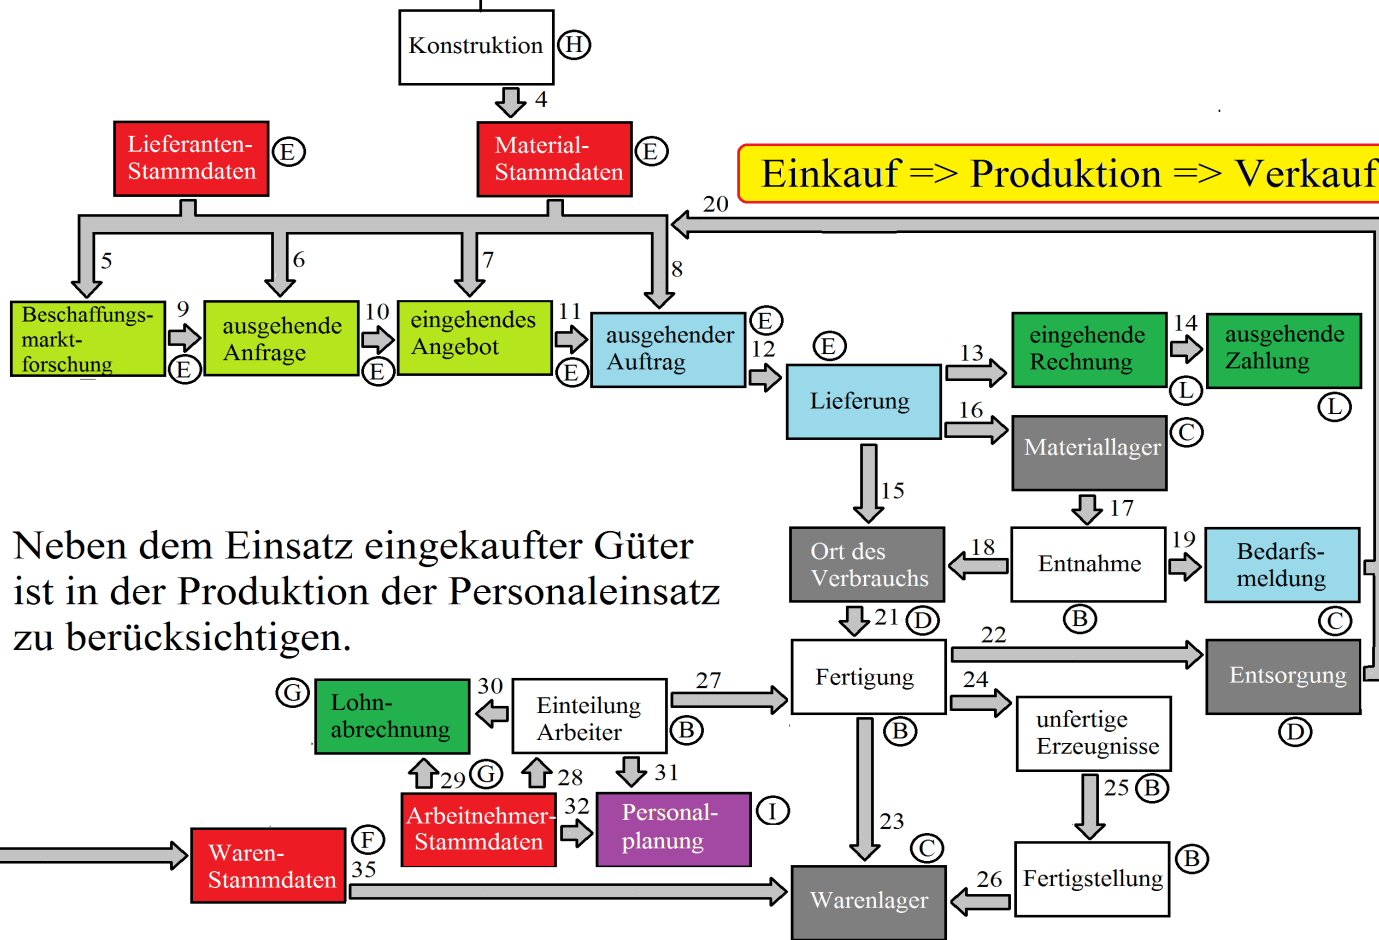 Konstruktion
H
4
Lieferanten-
Stammdaten
E
Material-
Stammdaten
E
Einkauf => Produktion => Verkauf
20
5
6
7
8
Beschaffungs-
markt-
forschung
9
E
ausgehende
Anfrage
10
E
eingehendes
Angebot
11
E
ausgehender
Auftrag
E
12
E
Lieferung
13
eingehende
Rechnung
14
L
ausgehende
Zahlung
L
16
Materiallager
C
15
17
Ort des
Verbrauchs
18
Entnahme
B
19
Bedarfs-
meldung
C
Neben dem Einsatz eingekaufter Güter
ist in der Produktion der Personaleinsatz
zu berücksichtigen.
21
D
22
Fertigung
B
24
Entsorgung
D
unfertige
Erzeugnisse
25
B
G
Lohn-
abrechnung
30
Einteilung
Arbeiter
B
27
29
G
28
31
Arbeitnehmer-
Stammdaten
32
Personal-
planung
I
23
C
Waren-
Stammdaten
F
35
Warenlager
26
Fertigstellung
B